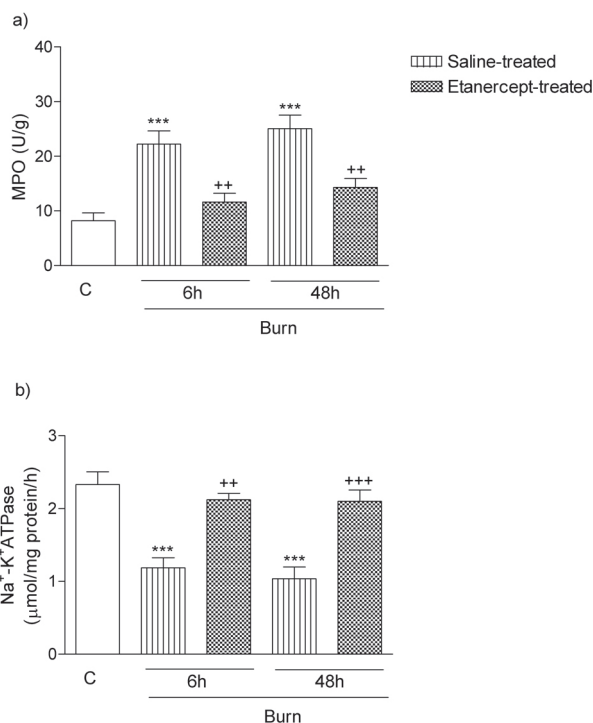 a)
Saline-treated
Etanercept-treated
MPO (U/g)
40
30
20
10
0
***
++
***
++
C
6h
48h
Burn
b)
Na⁺-K⁺ATPase
(μmol/mg protein/h)
3
2
1
0
***
++
***
+++
C
6h
48h
Burn